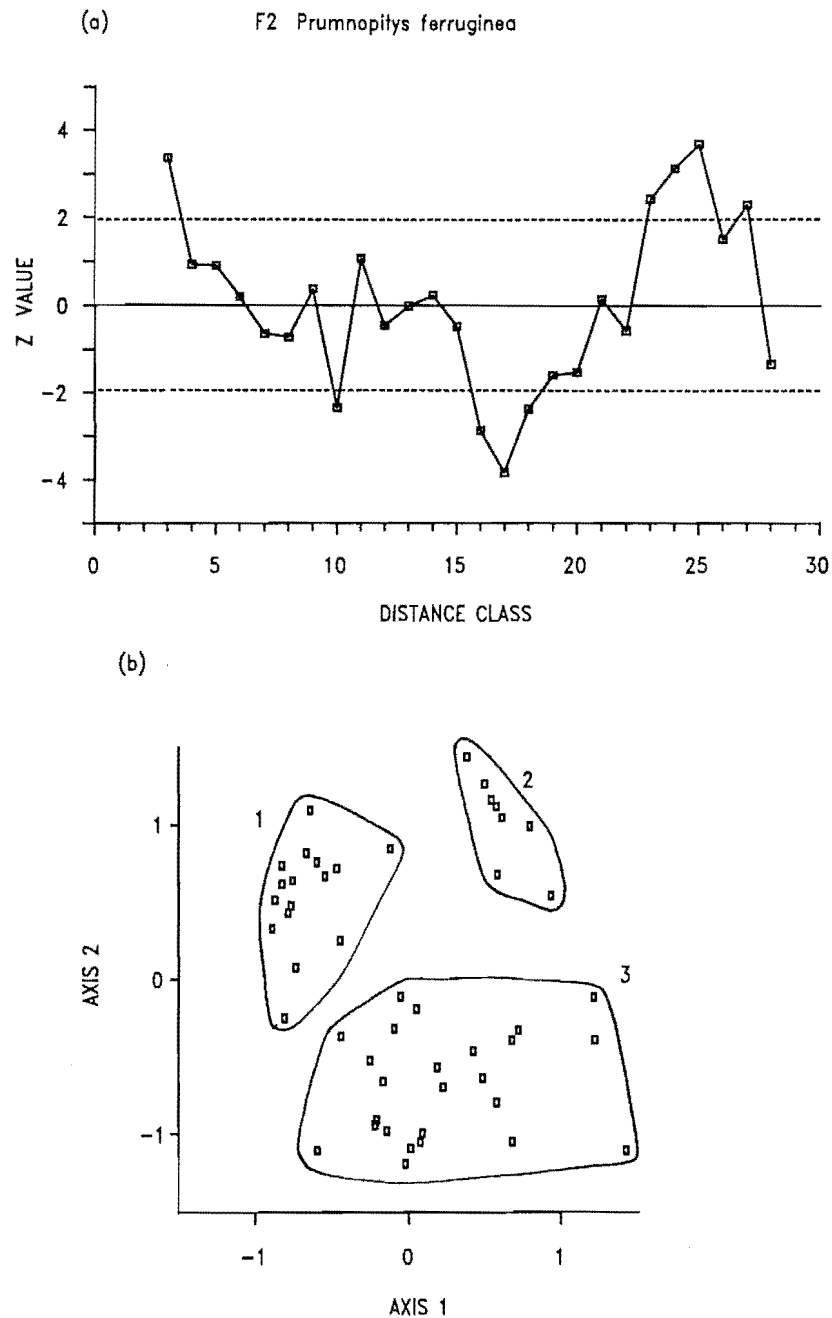 (a) F2 Prumnopitys ferruginea
4
2
0
-2
-4
Z VALUE
0 5 10 15 20 25 30
DISTANCE CLASS
(b)
1
2
3
1
0
-1
AXIS 2
-1 0 1
AXIS 1